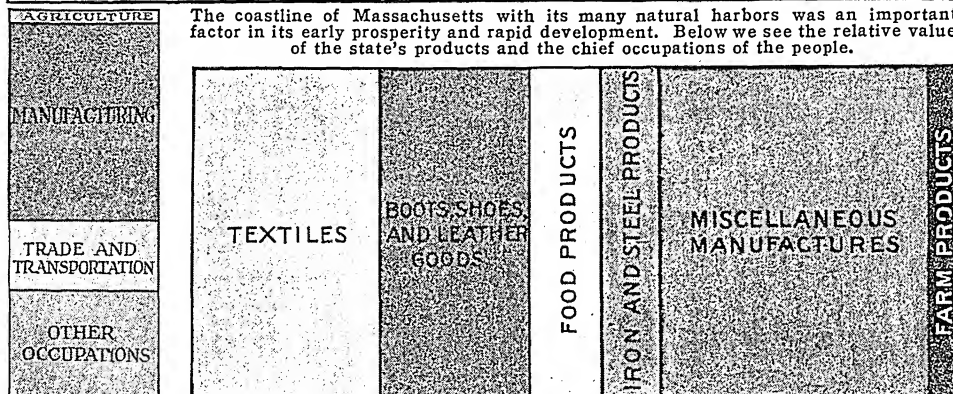 AGRICULTURE
MANUFACTURING
TRADE AND
TRANSPORTATION
OTHER
OCCUPATIONS
The coastline of Massachusetts with its many natural harbors was an important
factor in its early prosperity and rapid development. Below we see the relative value
of the state's products and the chief occupations of the people.
TEXTILES
BOOTS, SHOES,
AND LEATHER
GOODS
FOOD PRODUCTS
IRON AND STEEL PRODUCTS
MISCELLANEOUS
MANUFACTURES
FARM PRODUCTS